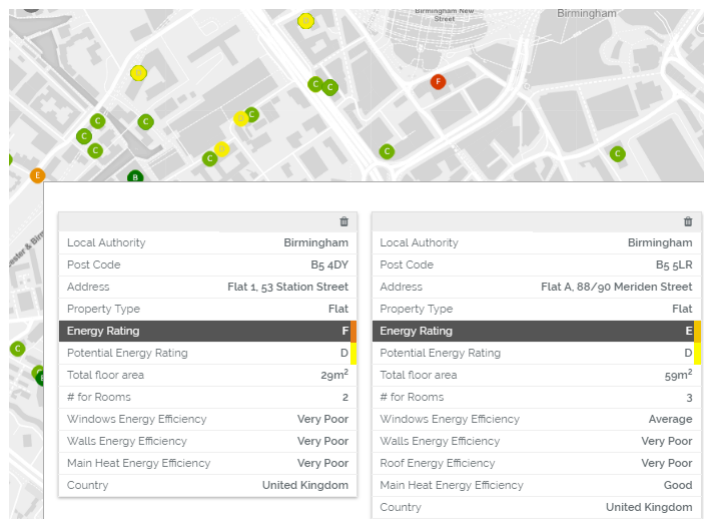 Birmingham New
Street
Birmingham
D
D
F
C
C
C
C
D
C
C
C
D
C
C
C
E
B
C
Local Authority Birmingham
Post Code B5 4DY
Address Flat 1, 53 Station Street
Property Type Flat
Energy Rating F
Potential Energy Rating D
Total floor area 29m²
# for Rooms 2
Windows Energy Efficiency Very Poor
Walls Energy Efficiency Very Poor
Main Heat Energy Efficiency Very Poor
Country United Kingdom
Local Authority Birmingham
Post Code B5 5LR
Address Flat A, 88/90 Meriden Street
Property Type Flat
Energy Rating E
Potential Energy Rating D
Total floor area 59m²
# for Rooms 3
Windows Energy Efficiency Average
Walls Energy Efficiency Very Poor
Roof Energy Efficiency Very Poor
Main Heat Energy Efficiency Good
Country United Kingdom